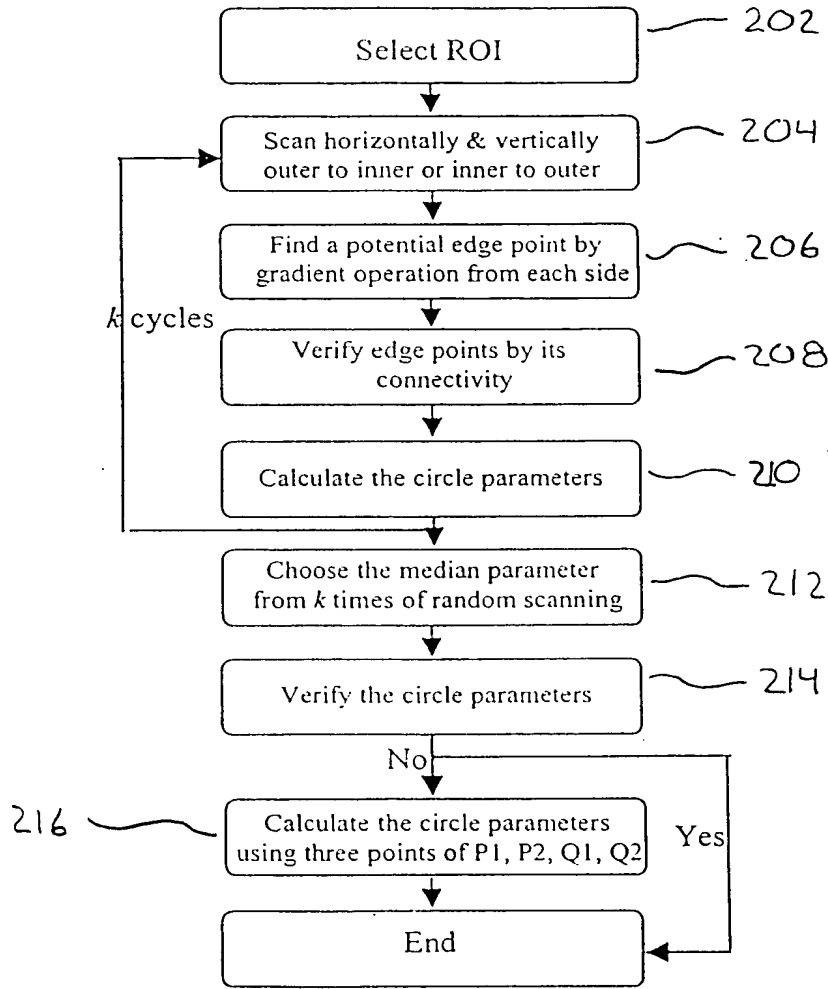 Select ROI
202
Scan horizontally & vertically
outer to inner or inner to outer
204
Find a potential edge point by
gradient operation from each side
206
k cycles
Verify edge points by its
connectivity
208
Calculate the circle parameters
210
Choose the median parameter
from k times of random scanning
212
Verify the circle parameters
214
No
216
Calculate the circle parameters
using three points of P1, P2, Q1, Q2
Yes
End